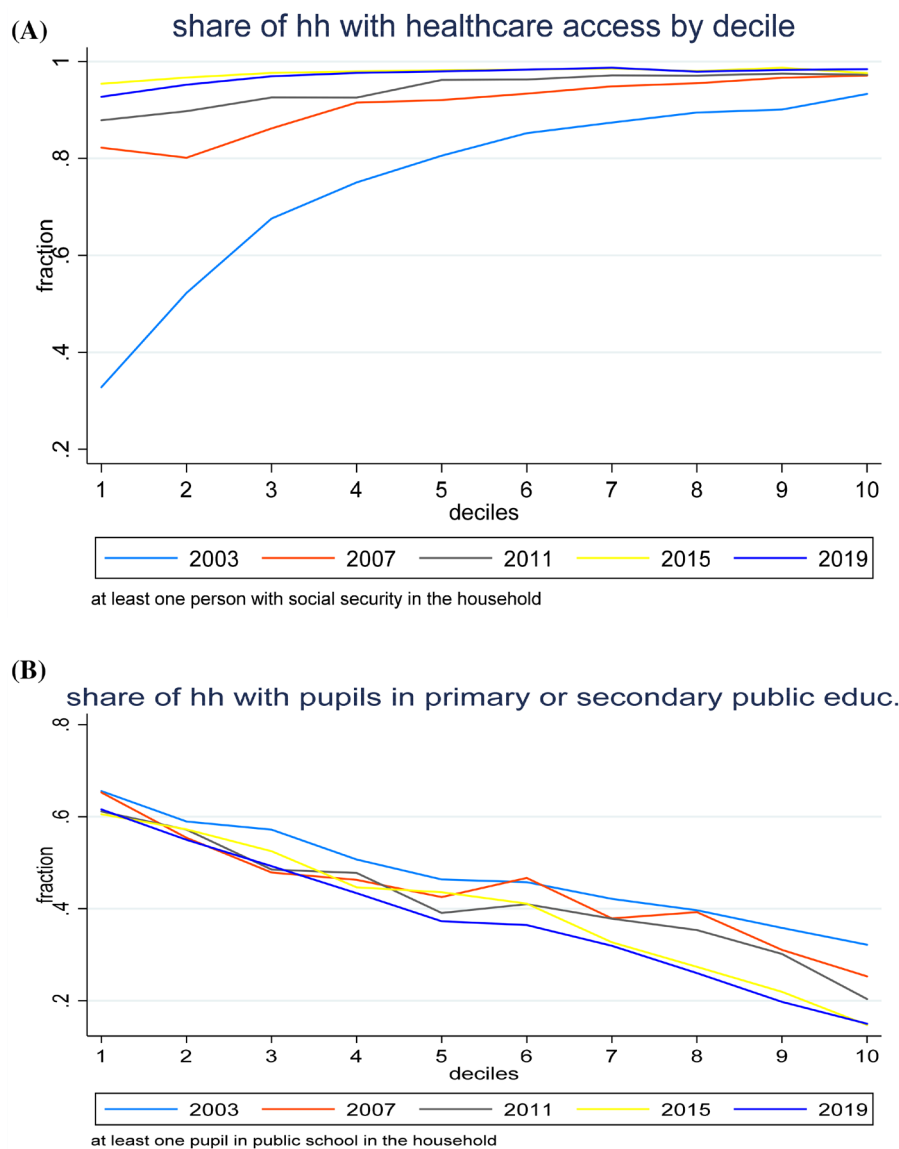 (A)
share of hh with healthcare access by decile
1
.8
.6
.4
.2
fraction
1 2 3 4 5 6 7 8 9 10
deciles
2003 2007 2011 2015 2019
at least one person with social security in the household
(B)
share of hh with pupils in primary or secondary public educ.
.8
.6
.4
.2
fraction
1 2 3 4 5 6 7 8 9 10
deciles
2003 2007 2011 2015 2019
at least one pupil in public school in the household